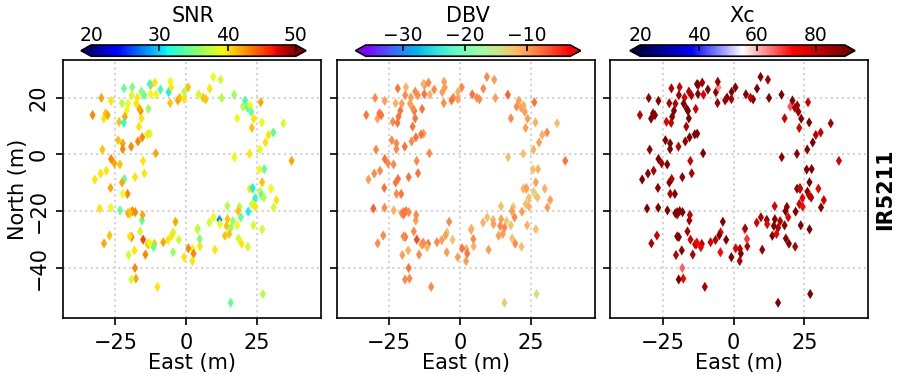 SNR DBV Xc
20 30 40 50 −30 −20 −10 20 40 60 80
North (m)
20
0
−20
−40
IR5211
−25 0 25 −25 0 25 −25 0 25
East (m) East (m) East (m)